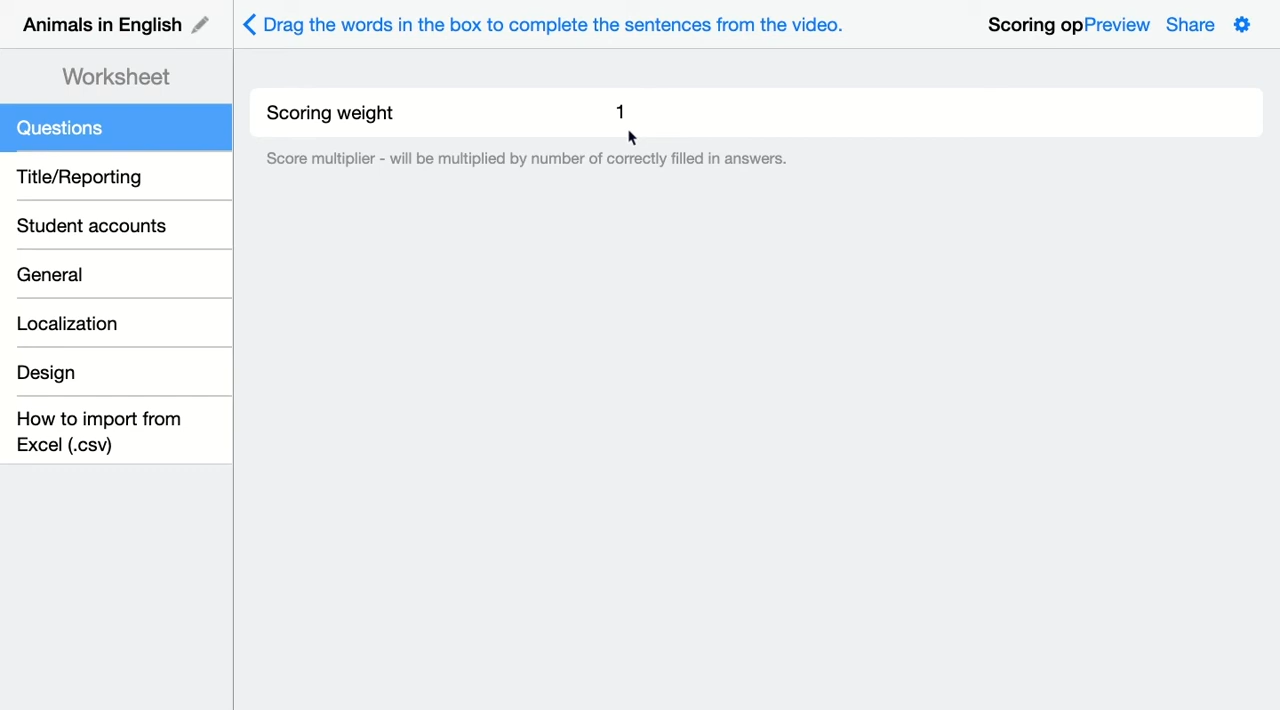 Animals in English
Drag the words in the box to complete the sentences from the video.
Scoring op
Preview
Share
Worksheet
Questions
Title/Reporting
Student accounts
General
Localization
Design
How to import from
Excel (.csv)
Scoring weight
1
Score multiplier - will be multiplied by number of correctly filled in answers.